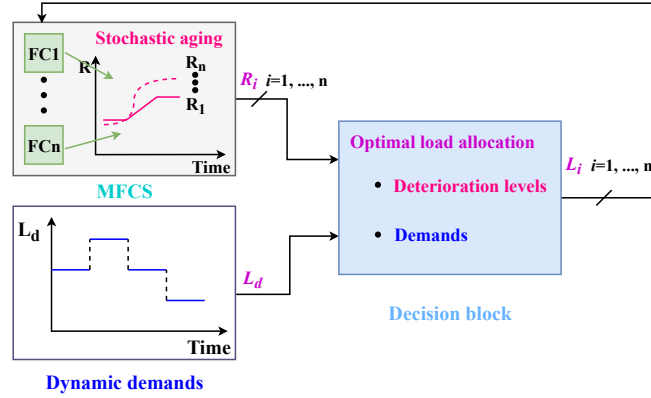 FC1
FCn
Stochastic aging
R
Rn
R1
Time
MFCS
Ri i=1, ..., n
Ld
Time
Dynamic demands
Ld
Optimal load allocation
• Deterioration levels
• Demands
Decision block
Li i=1, ..., n